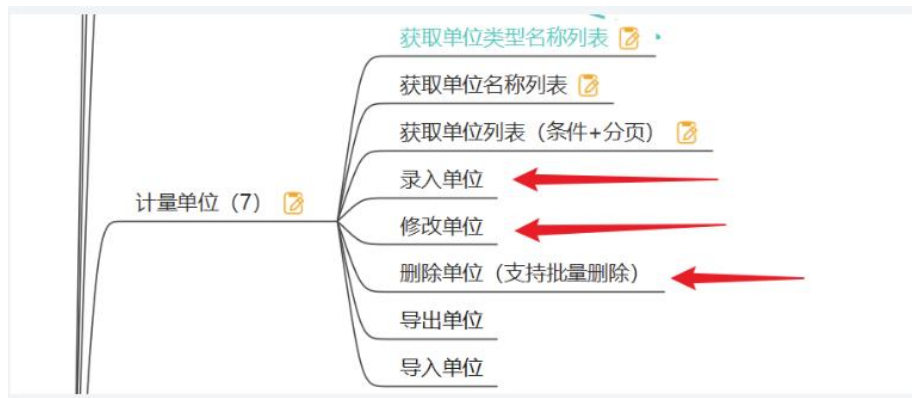 获取单位类型名称列表
获取单位名称列表
获取单位列表（条件+分页）
录入单位
计量单位（7）
修改单位
删除单位（支持批量删除）
导出单位
导入单位